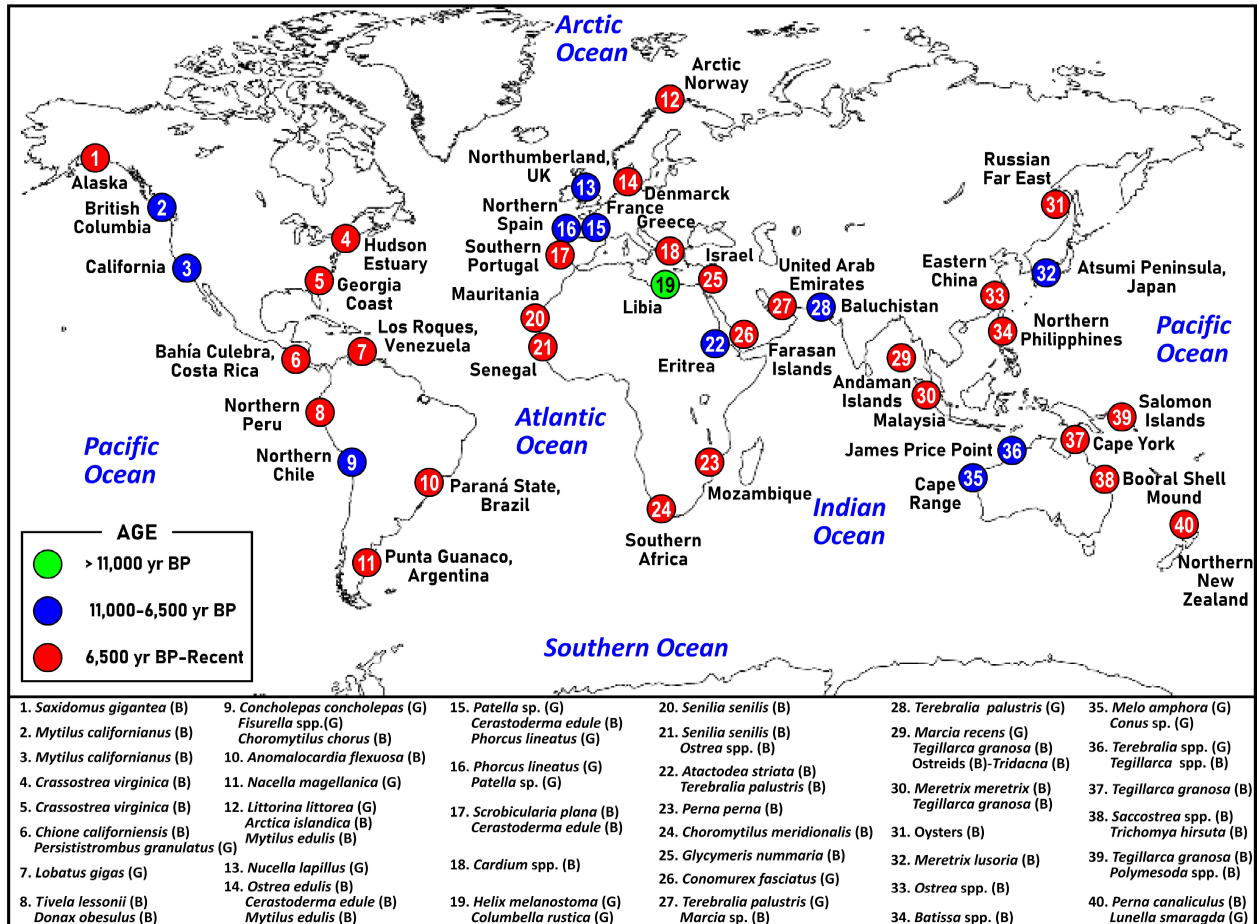 Arctic
Ocean
Arctic
Norway
12
Northumberland,
UK
13
14
Denmarck
Russian
Far East
31
1
Alaska
British
Columbia
2
Northern
Spain
16
15
France
Greece
18
4
Hudson
Estuary
Southern
Portugal
17
Israel
25
California
3
5
Georgia
Coast
19
Libia
United Arab
Emirates
27
28
Baluchistan
Eastern
China
33
32
Atsumi Peninsula,
Japan
Mauritania
20
Pacific
Ocean
34
Northern
Philippines
Bahía Culebra,
Costa Rica
6
7
Los Roques,
Venezuela
21
Senegal
22
Eritrea
26
Farasan
Islands
29
Andaman
Islands
30
Malaysia
Salomon
Islands
39
Northern
Peru
8
Atlantic
Ocean
Pacific
Ocean
Northern
Chile
9
James Price Point
36
37
Cape York
10
Paraná State,
Brazil
23
Mozambique
Cape
Range
35
38
Booral Shell
Mound
Indian
Ocean
24
Southern
Africa
40
Northern
New
Zealand
11
Punta Guanaco,
Argentina
AGE
> 11,000 yr BP
11,000-6,500 yr BP
6,500 yr BP-Recent
Southern Ocean
1. Saxidomus gigantea (B)
2. Mytilus californianus (B)
3. Mytilus californianus (B)
4. Crassostrea virginica (B)
5. Crassostrea virginica (B)
6. Chione californiensis (B)
Persististrombus granulatus (G)
7. Lobatus gigas (G)
8. Tivela lessonii (B)
Donax obesulus (B)
9. Concholepas concholepas (G)
Fisurella spp.(G)
Choromytilus chorus (B)
10. Anomalocardia flexuosa (B)
11. Nacella magellanica (G)
12. Littorina littorea (G)
Arctica islandica (B)
Mytilus edulis (B)
13. Nucella lapillus (G)
14. Ostrea edulis (B)
Cerastoderma edule (B)
Mytilus edulis (B)
15. Patella sp. (G)
Cerastoderma edule (B)
Phorcus lineatus (G)
16. Phorcus lineatus (G)
Patella sp. (G)
17. Scrobicularia plana (B)
Cerastoderma edule (B)
18. Cardium spp. (B)
19. Helix melanostoma (G)
Columbella rustica (G)
20. Senilia senilis (B)
21. Senilia senilis (B)
Ostrea spp. (B)
22. Atactodea striata (B)
Terebralia palustris (B)
23. Perna perna (B)
24. Choromytilus meridionalis (B)
25. Glycymeris nummaria (B)
26. Conomurex fasciatus (G)
27. Terebralia palustris (G)
Marcia sp. (B)
28. Terebralia palustris (G)
29. Marcia recens (G)
Tegillarca granosa (B)
Ostreids (B)-Tridacna (B)
30. Meretrix meretrix (B)
Tegillarca granosa (B)
31. Oysters (B)
32. Meretrix lusoria (B)
33. Ostrea spp. (B)
34. Batissa spp. (B)
35. Melo amphora (G)
Conus sp. (G)
36. Terebralia spp. (G)
Tegillarca spp. (B)
37. Tegillarca granosa (B)
38. Saccostrea spp. (B)
Trichomya hirsuta (B)
39. Tegillarca granosa (B)
Polymesoda spp. (B)
40. Perna canaliculus (B)
Lunella smaragda (G)